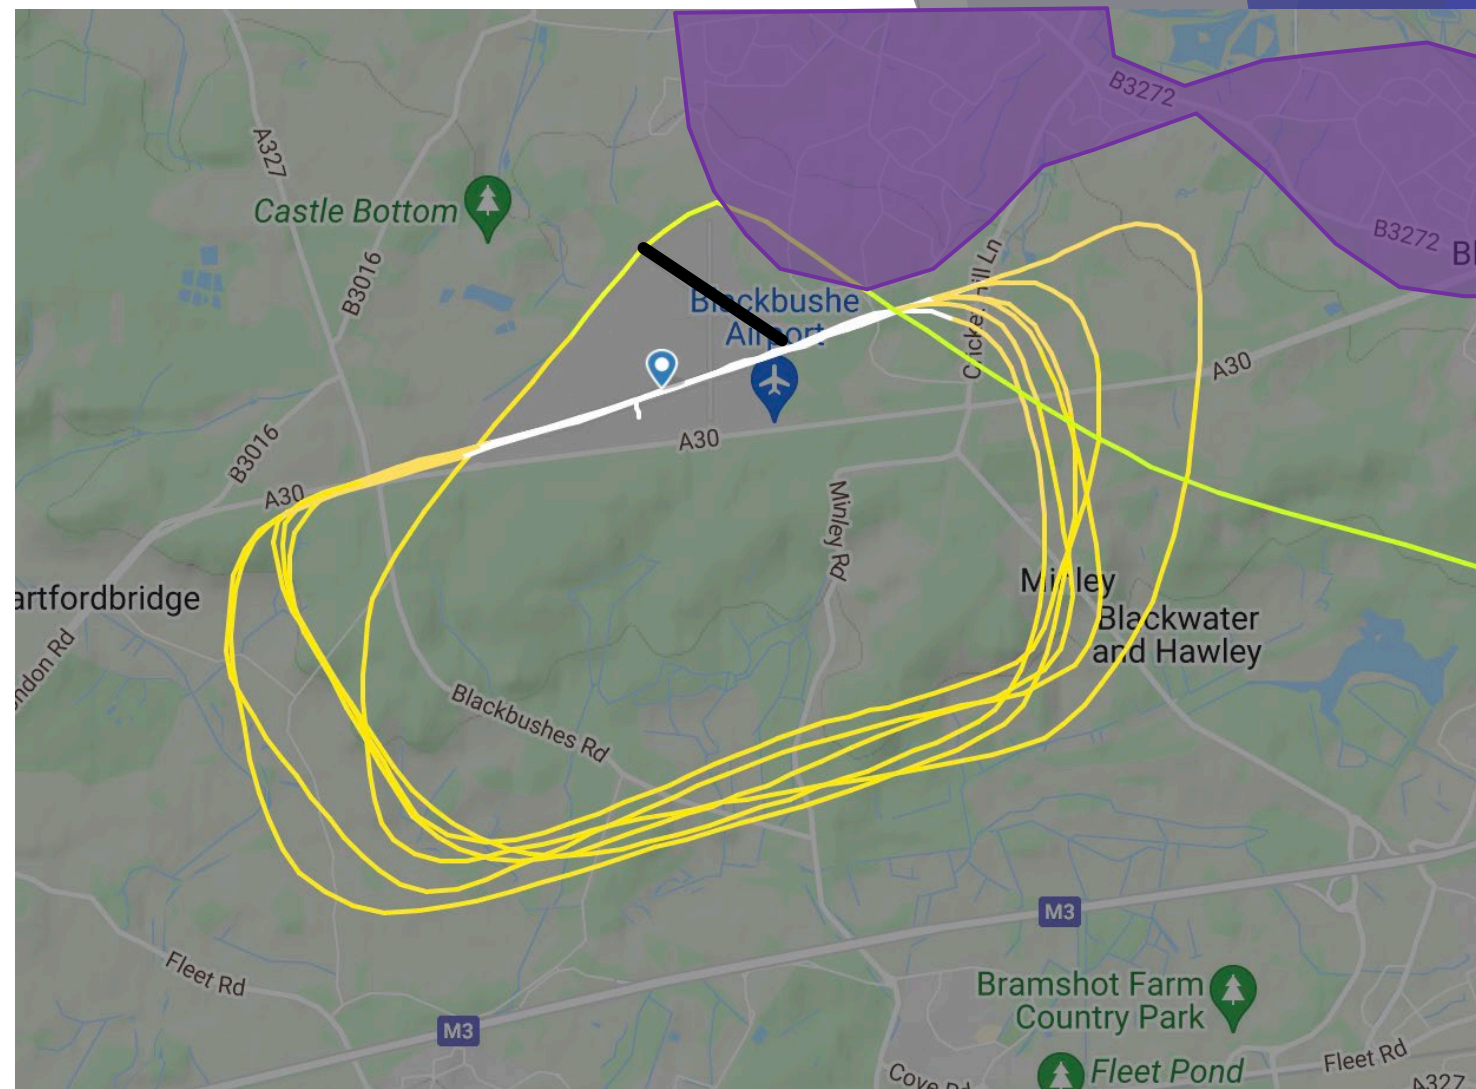 B3272
A327
Castle Bottom
B3272
Bl
B3016
Cricket Hill Ln
Blackbushe
Airport
A30
A30
B3016
A30
Minley Rd
Minley
artfordbridge
Blackwater
and Hawley
ndon Rd
Blackbushes Rd
M3
Fleet Rd
Bramshot Farm
Country Park
M3
Fleet Rd
Fleet Pond
Cove Rd
A327